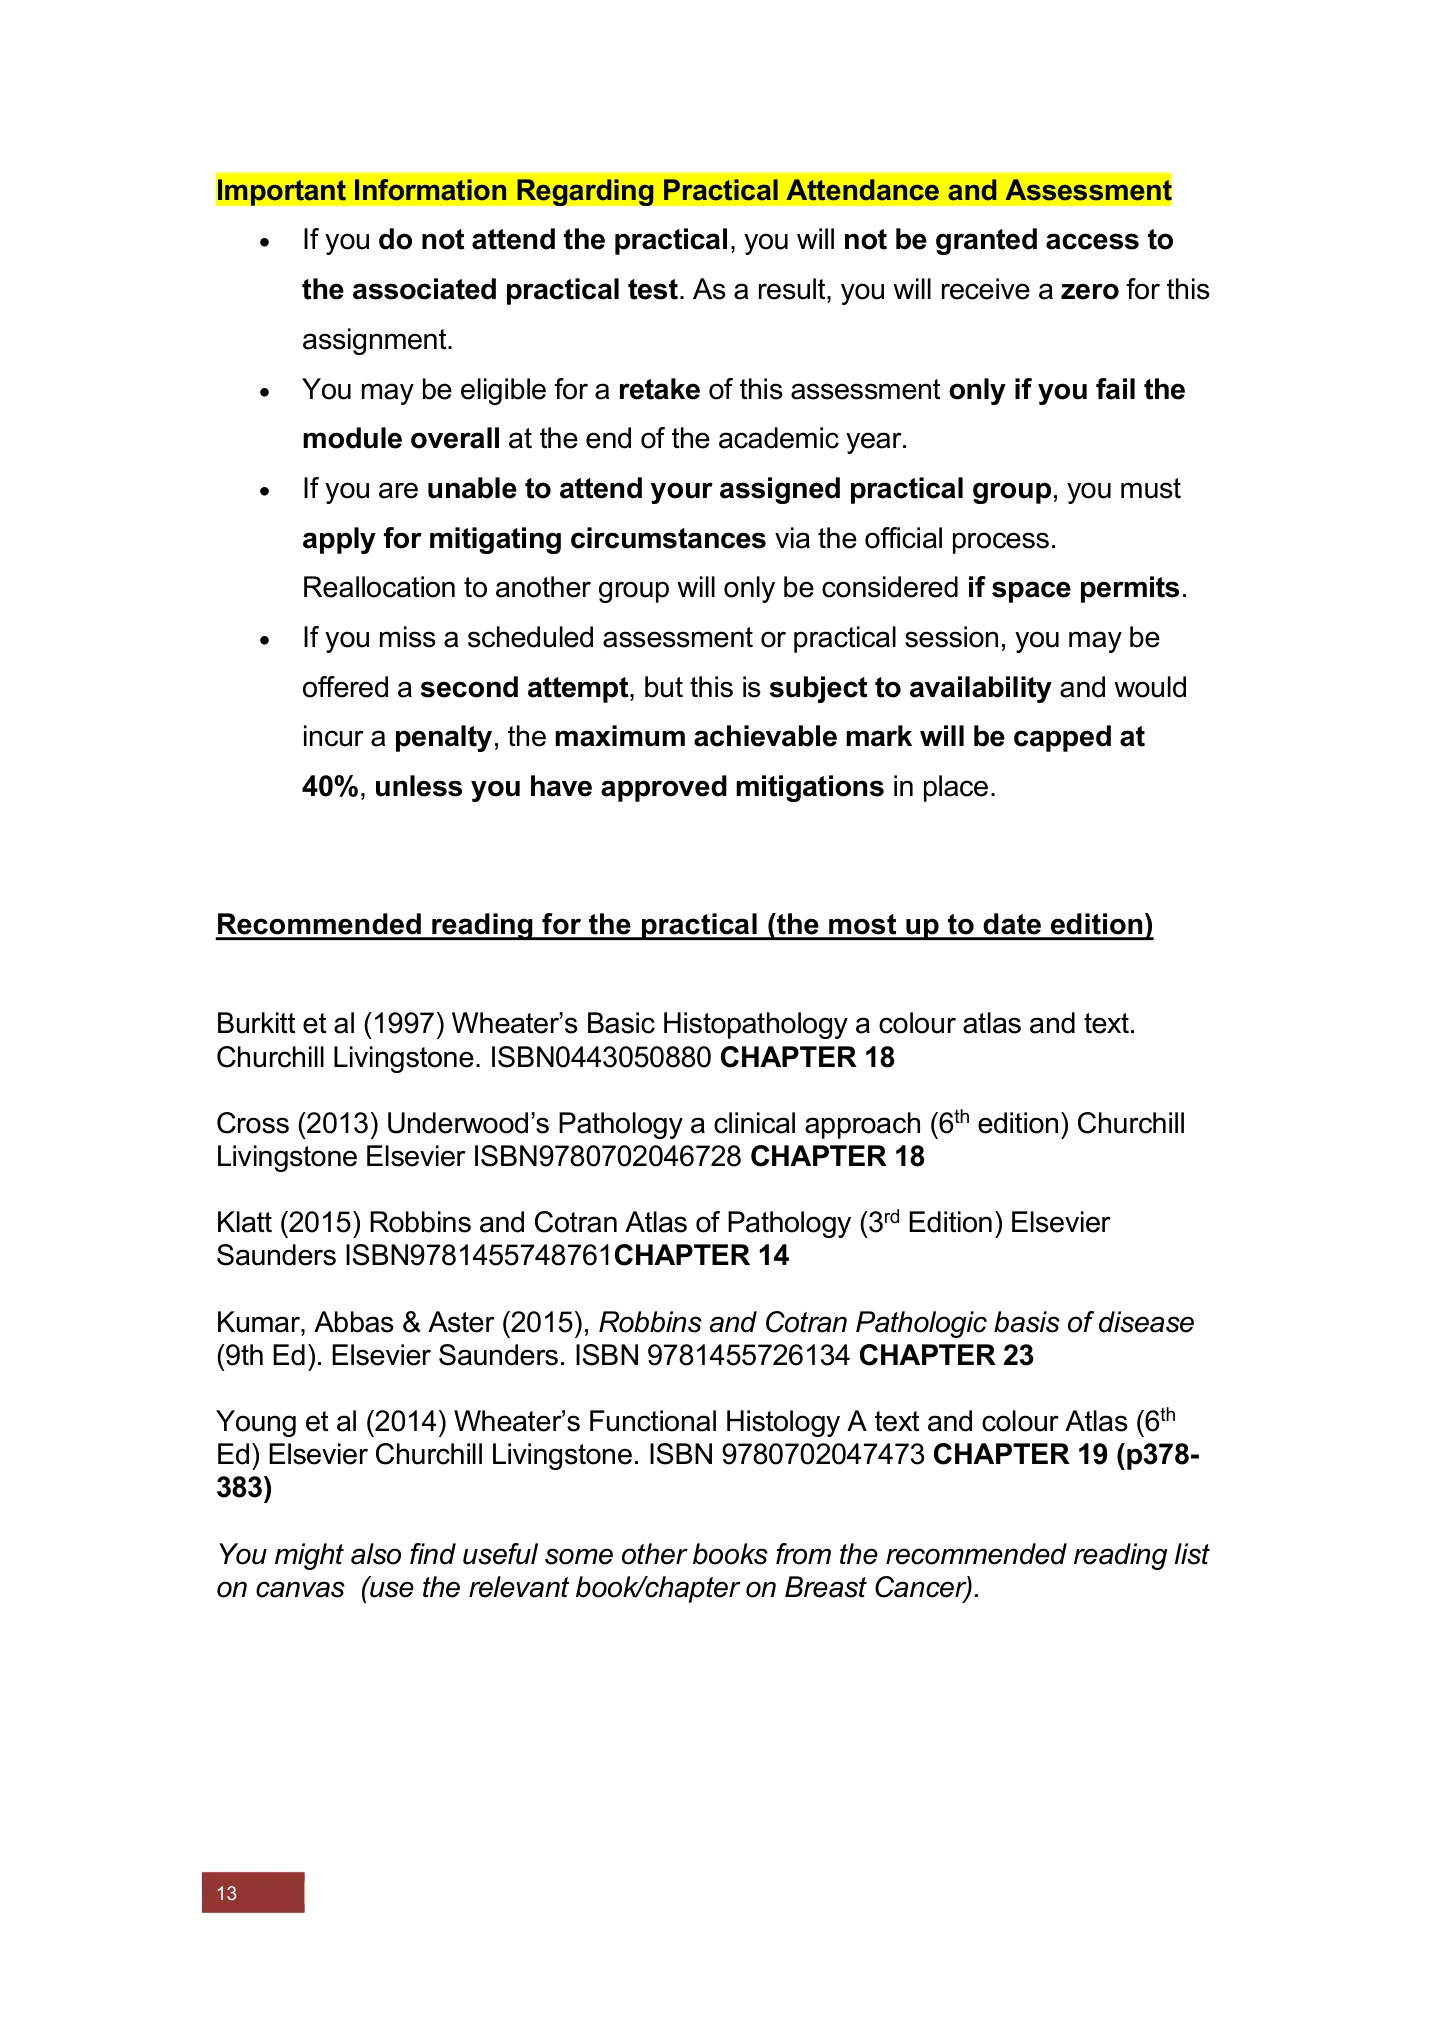 Important Information Regarding Practical Attendance and Assessment
• If you do not attend the practical, you will not be granted access to
the associated practical test. As a result, you will receive a zero for this
assignment.
• You may be eligible for a retake of this assessment only if you fail the
module overall at the end of the academic year.
• If you are unable to attend your assigned practical group, you must
apply for mitigating circumstances via the official process.
Reallocation to another group will only be considered if space permits.
• If you miss a scheduled assessment or practical session, you may be
offered a second attempt, but this is subject to availability and would
incur a penalty, the maximum achievable mark will be capped at
40%, unless you have approved mitigations in place.
Recommended reading for the practical (the most up to date edition)
Burkitt et al (1997) Wheater’s Basic Histopathology a colour atlas and text.
Churchill Livingstone. ISBN0443050880 CHAPTER 18
Cross (2013) Underwood’s Pathology a clinical approach (6th edition) Churchill
Livingstone Elsevier ISBN9780702046728 CHAPTER 18
Klatt (2015) Robbins and Cotran Atlas of Pathology (3rd Edition) Elsevier
Saunders ISBN9781455748761CHAPTER 14
Kumar, Abbas & Aster (2015), Robbins and Cotran Pathologic basis of disease
(9th Ed). Elsevier Saunders. ISBN 9781455726134 CHAPTER 23
Young et al (2014) Wheater’s Functional Histology A text and colour Atlas (6th
Ed) Elsevier Churchill Livingstone. ISBN 9780702047473 CHAPTER 19 (p378-
383)
You might also find useful some other books from the recommended reading list
on canvas  (use the relevant book/chapter on Breast Cancer).
13